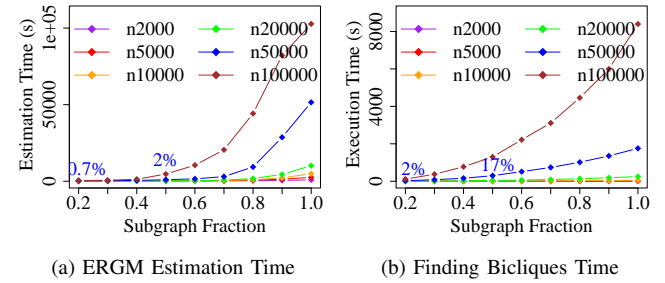 Estimation Time (s)
0
50000
1e+05
n2000
n5000
n10000
n20000
n50000
n100000
0.7%
2%
0.2
0.4
0.6
0.8
1.0
Subgraph Fraction
(a) ERGM Estimation Time
Execution Time (s)
0
4000
8000
n2000
n5000
n10000
n20000
n50000
n100000
2%
17%
0.2
0.4
0.6
0.8
1.0
Subgraph Fraction
(b) Finding Bicliques Time